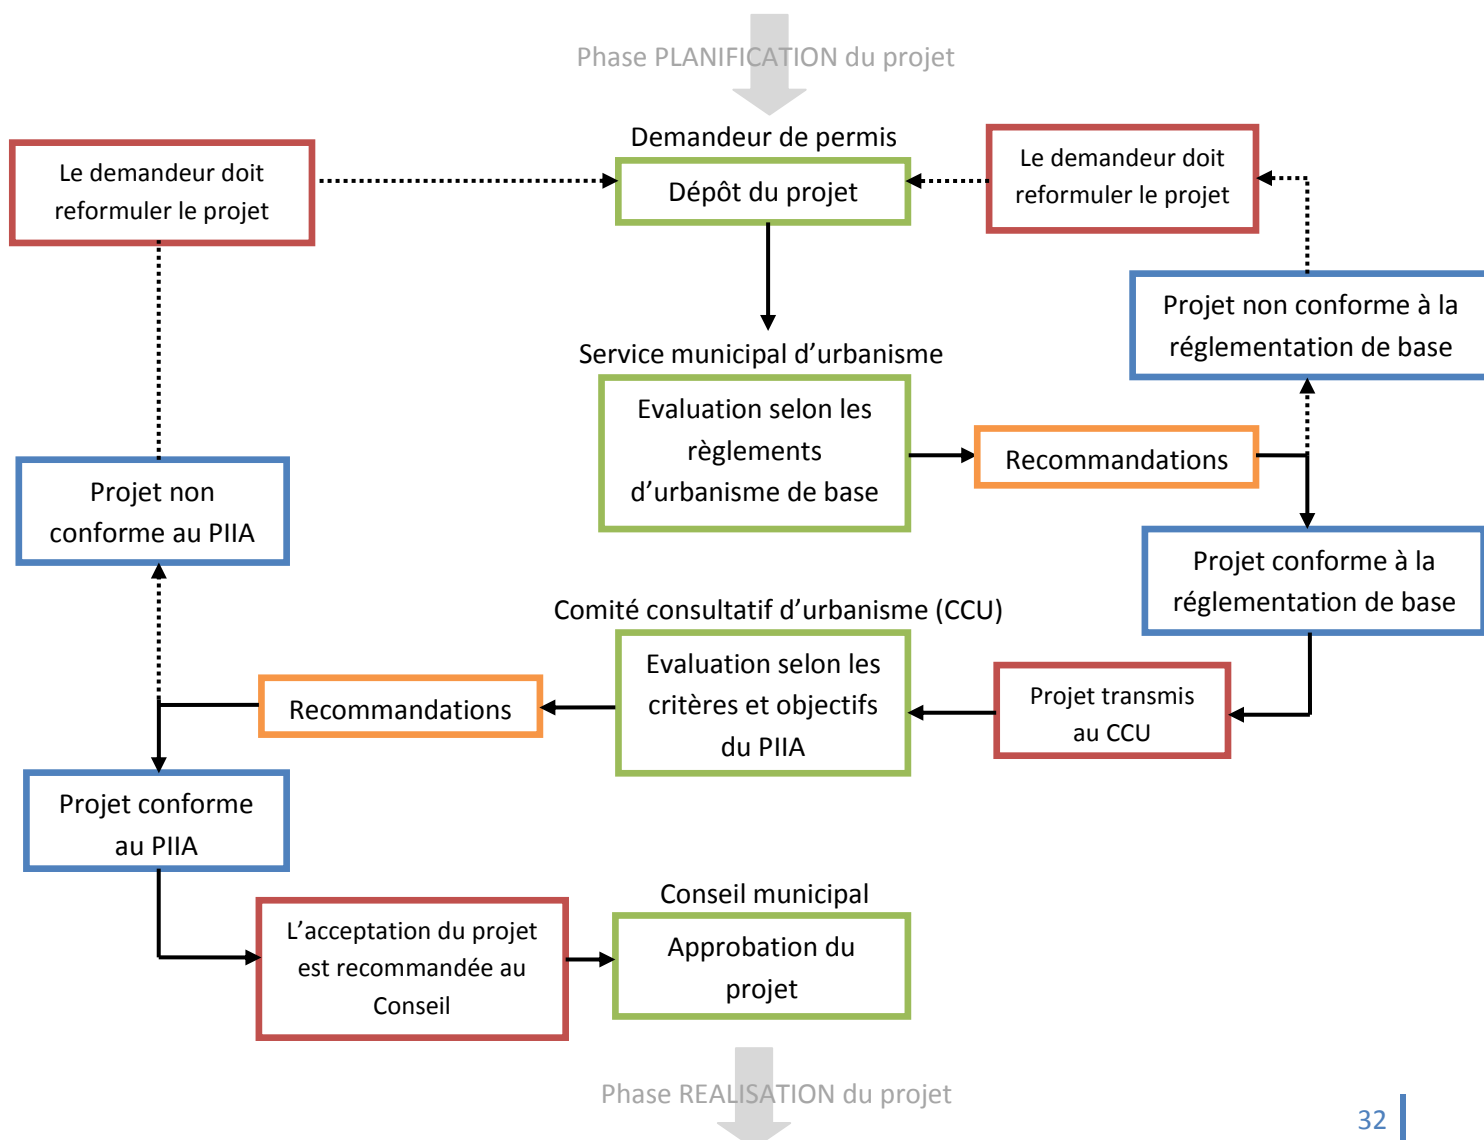 Phase PLANIFICATION du projet
Demandeur de permis
Dépôt du projet
Le demandeur doit
reformuler le projet
Le demandeur doit
reformuler le projet
Projet non conforme à la
réglementation de base
Service municipal d’urbanisme
Evaluation selon les
règlements
d’urbanisme de base
Recommandations
Projet non
conforme au PIIA
Projet conforme à la
réglementation de base
Comité consultatif d’urbanisme (CCU)
Evaluation selon les
critères et objectifs
du PIIA
Projet transmis
au CCU
Recommandations
Projet conforme
au PIIA
L’acceptation du projet
est recommandée au
Conseil
Conseil municipal
Approbation du
projet
Phase REALISATION du projet
32